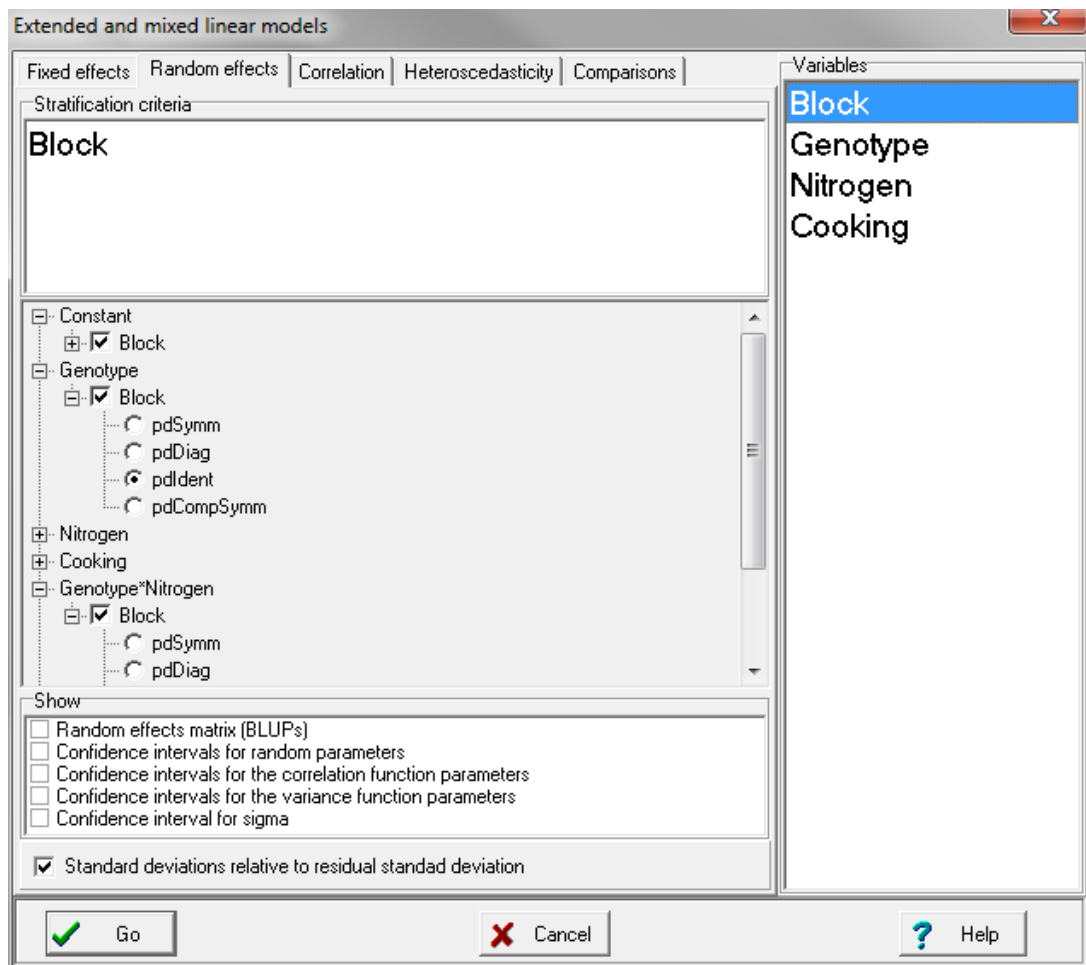 Extended and mixed linear models
X
Fixed effects Random effects Correlation Heteroscedasticity Comparisons
Stratification criteria
Block
Constant
Block
Genotype
Block
pdSymm
pdDiag
pdIdent
pdCompSymm
Nitrogen
Cooking
Genotype*Nitrogen
Block
pdSymm
pdDiag
Show
Random effects matrix (BLUPs)
Confidence intervals for random parameters
Confidence intervals for the correlation function parameters
Confidence intervals for the variance function parameters
Confidence interval for sigma
Standard deviations relative to residual standad deviation
Variables
Block
Genotype
Nitrogen
Cooking
Go Cancel ? Help